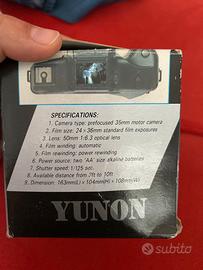 SPECIFICATIONS:
1. Camera type: prefocused 35mm motor camera
2. Film size: 24×36mm standard film exposures
3. Lens: 50mm 1:6.3 optical lens
4. Film winding: automatic
5. Film rewinding: power rewinding
6. Power source: two 'AA' size alkaline batteries
7. Shutter speed: 1/125 sec.
8. Available distance from 7ft to 10ft
9. Dimension: 163mm(L) × 104mm(H) × 108mm(W)
YUNON
subito